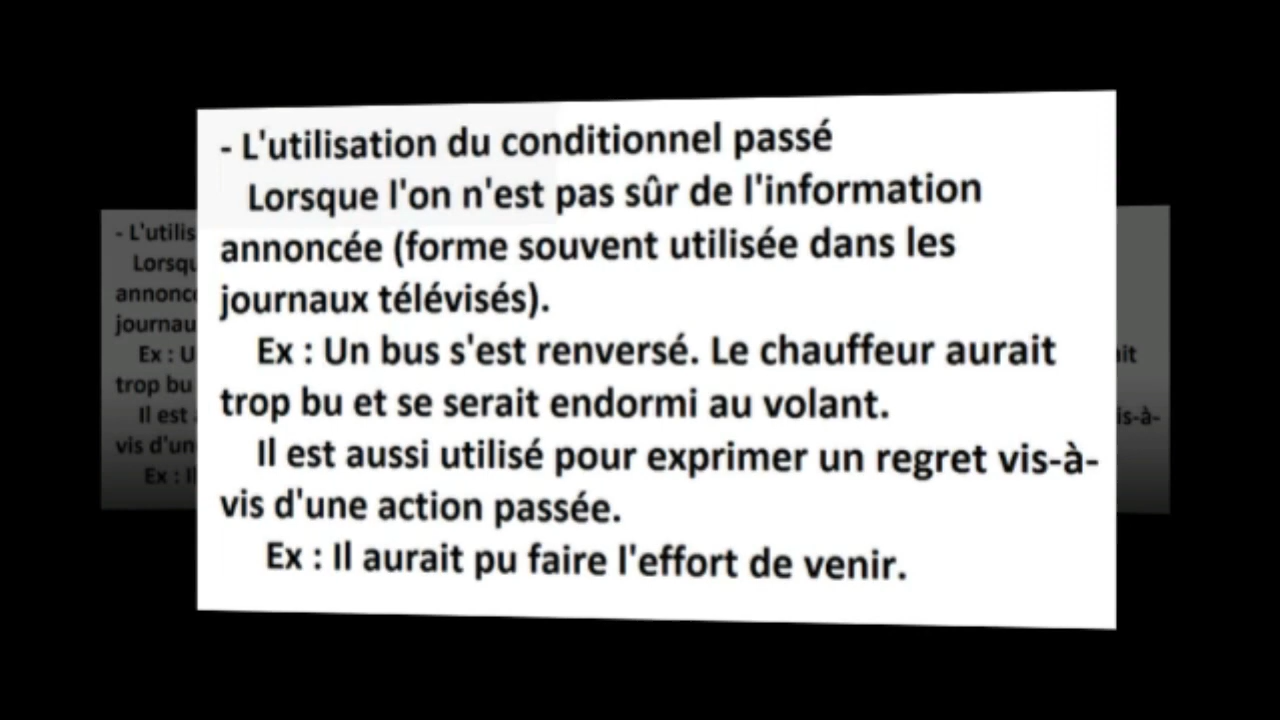 - L'utilisation du conditionnel passé
Lorsque l'on n'est pas sûr de l'information
annoncée (forme souvent utilisée dans les
journaux télévisés).
Ex : Un bus s'est renversé. Le chauffeur aurait
trop bu et se serait endormi au volant.
Il est aussi utilisé pour exprimer un regret vis-à-
vis d'une action passée.
Ex : Il aurait pu faire l'effort de venir.